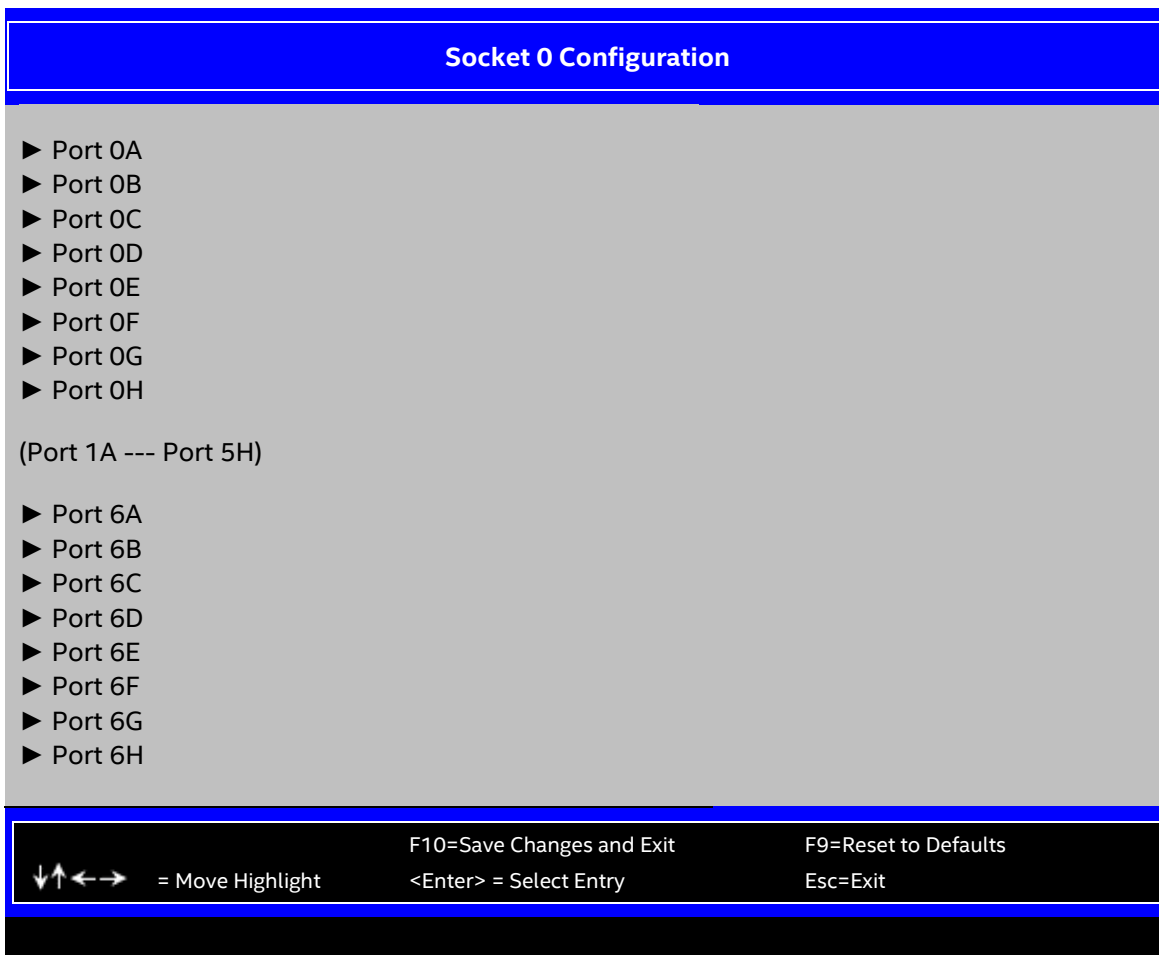 Socket 0 Configuration
► Port 0A
► Port 0B
► Port 0C
► Port 0D
► Port 0E
► Port 0F
► Port 0G
► Port 0H
(Port 1A --- Port 5H)
► Port 6A
► Port 6B
► Port 6C
► Port 6D
► Port 6E
► Port 6F
► Port 6G
► Port 6H
F10=Save Changes and Exit F9=Reset to Defaults
↓↑←→ = Move Highlight <Enter> = Select Entry Esc=Exit